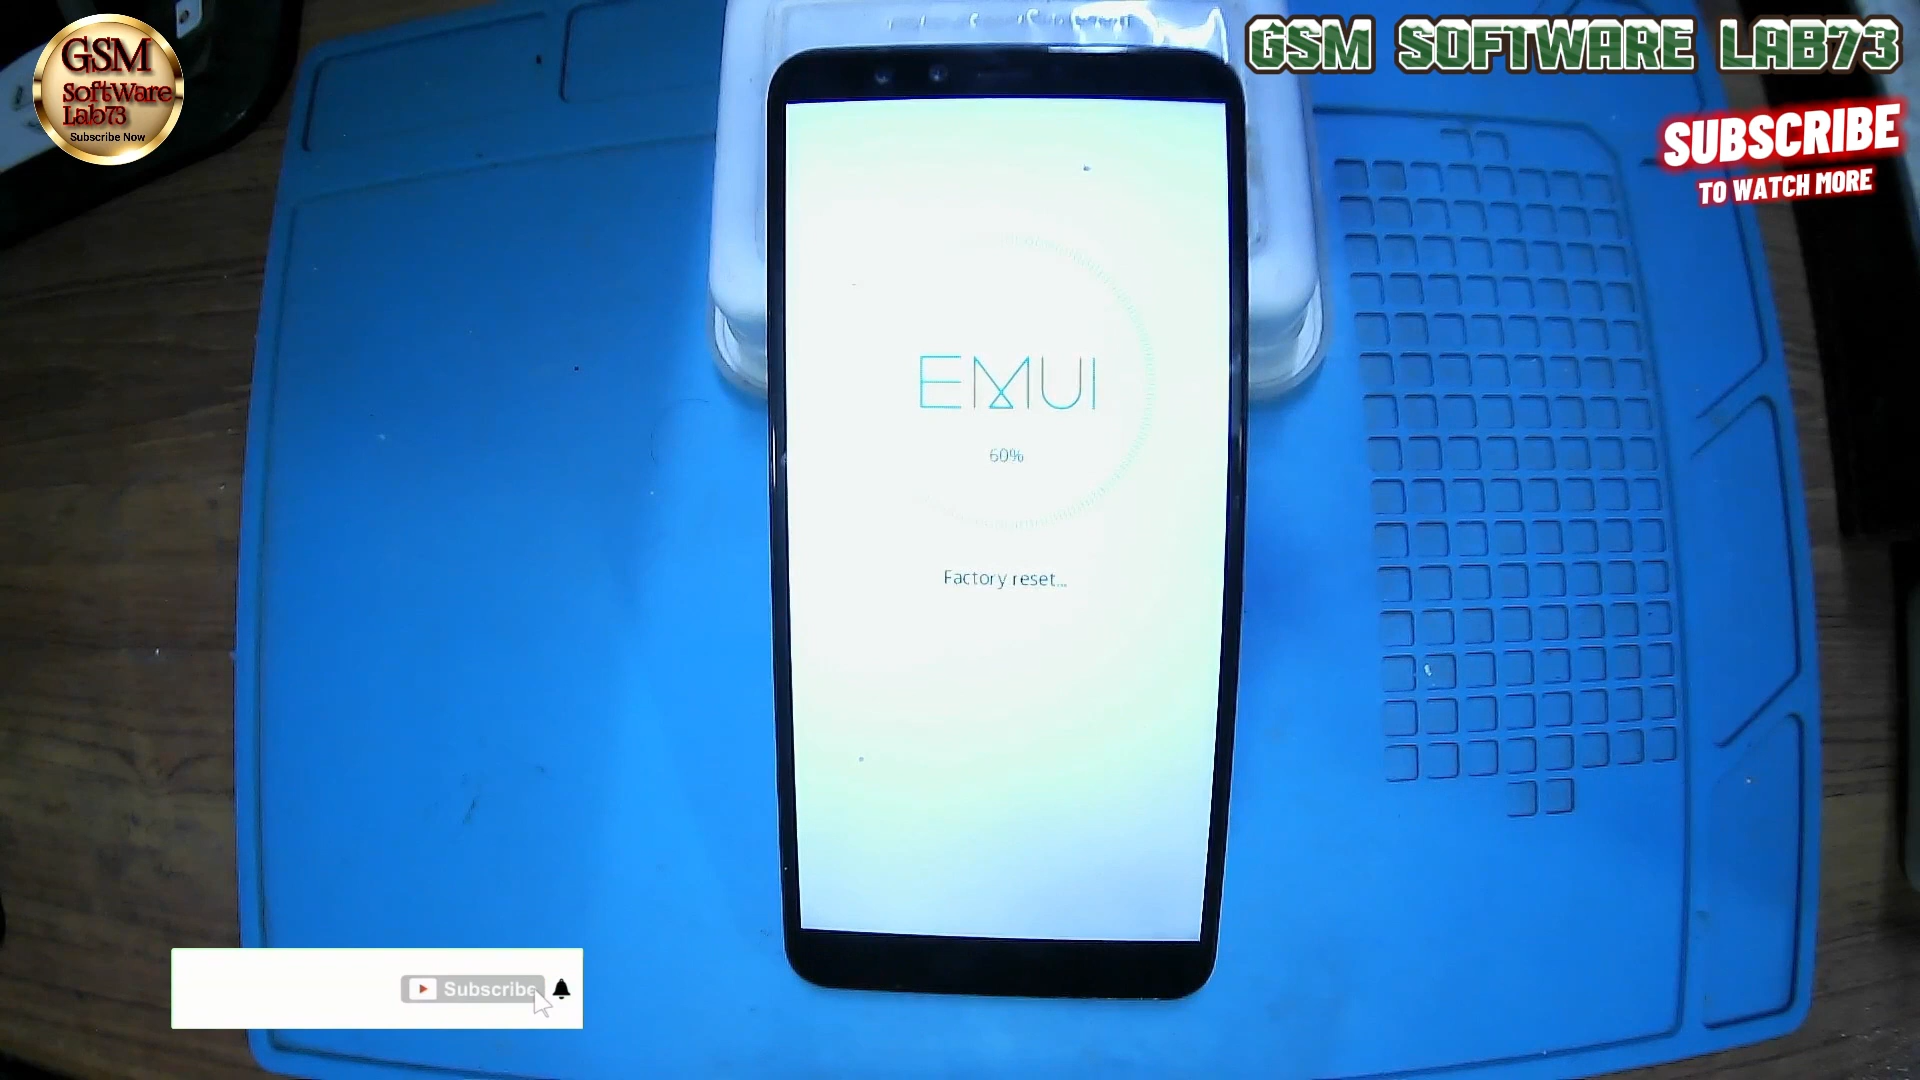 GSM
SoftWare
Lab73
Subscribe Now
GSM SOFTWARE LAB73
SUBSCRIBE
TO WATCH MORE
EMUI
60%
Factory reset...
Subscribe